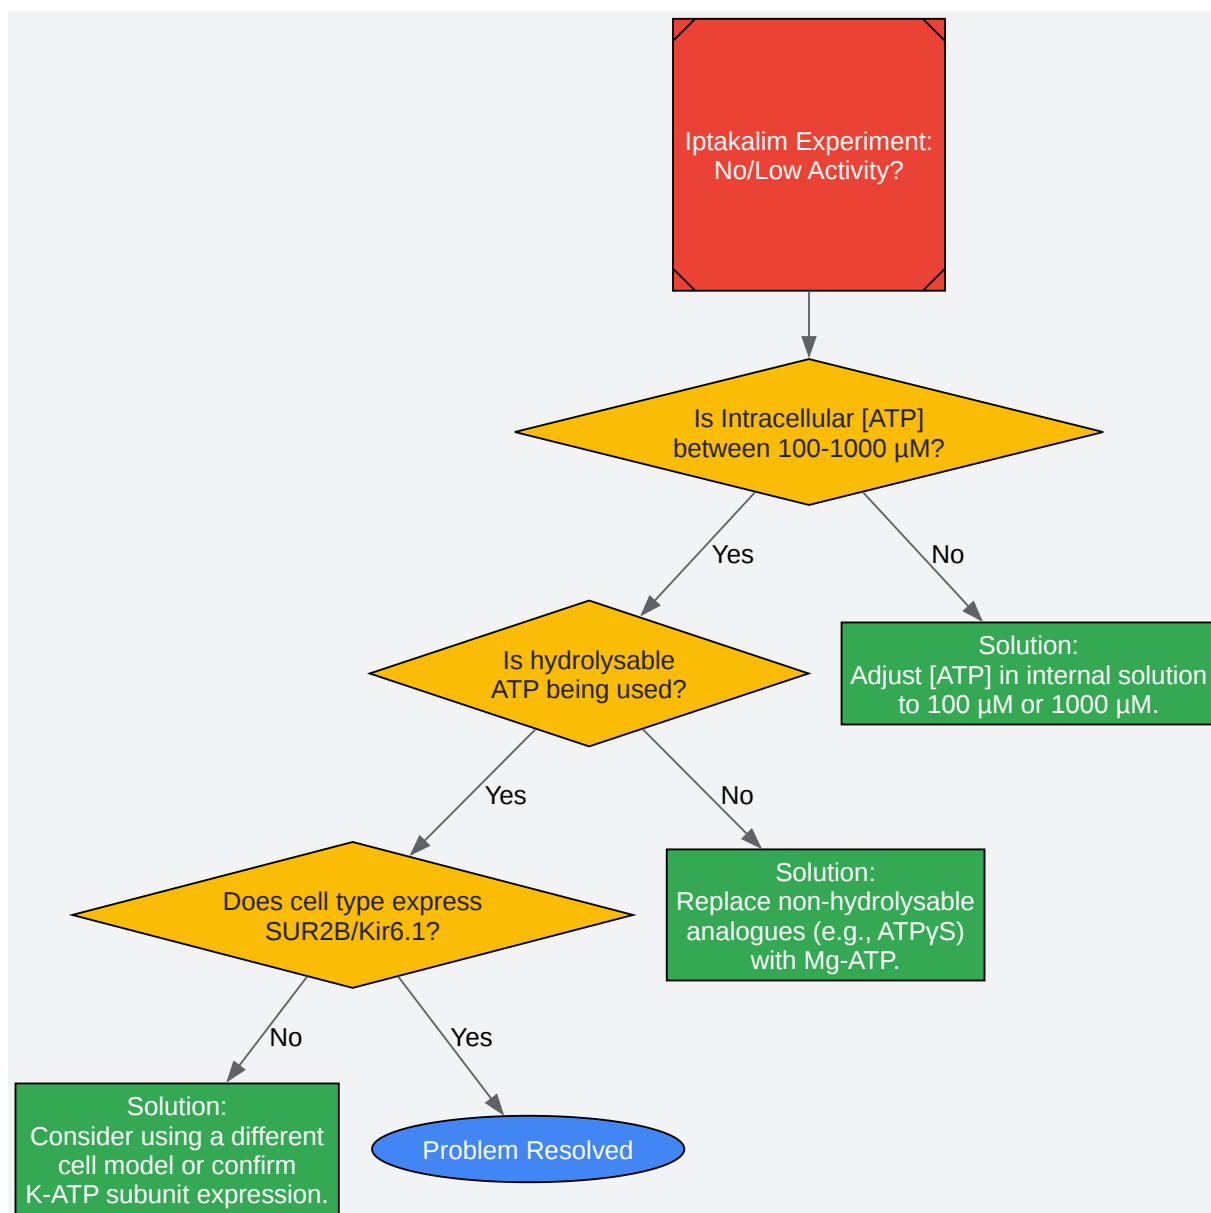 Iptakalim Experiment:
No/Low Activity?
Is Intracellular [ATP]
between 100-1000 µM?
Yes
No
Is hydrolysable
ATP being used?
Solution:
Adjust [ATP] in internal solution
to 100 µM or 1000 µM.
Yes
No
Does cell type express
SUR2B/Kir6.1?
Solution:
Replace non-hydrolysable
analogues (e.g., ATPγS)
with Mg-ATP.
No
Yes
Solution:
Consider using a different
cell model or confirm
K-ATP subunit expression.
Problem Resolved